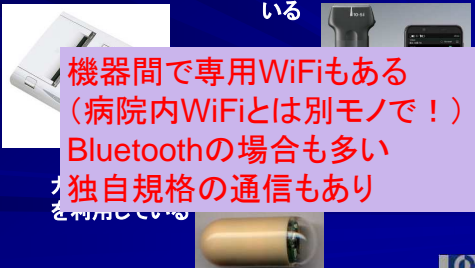 いる
機器間で専用WiFiもある
（病院内WiFiとは別モノで！）
Bluetoothの場合も多い
独自規格の通信もあり
を利用している